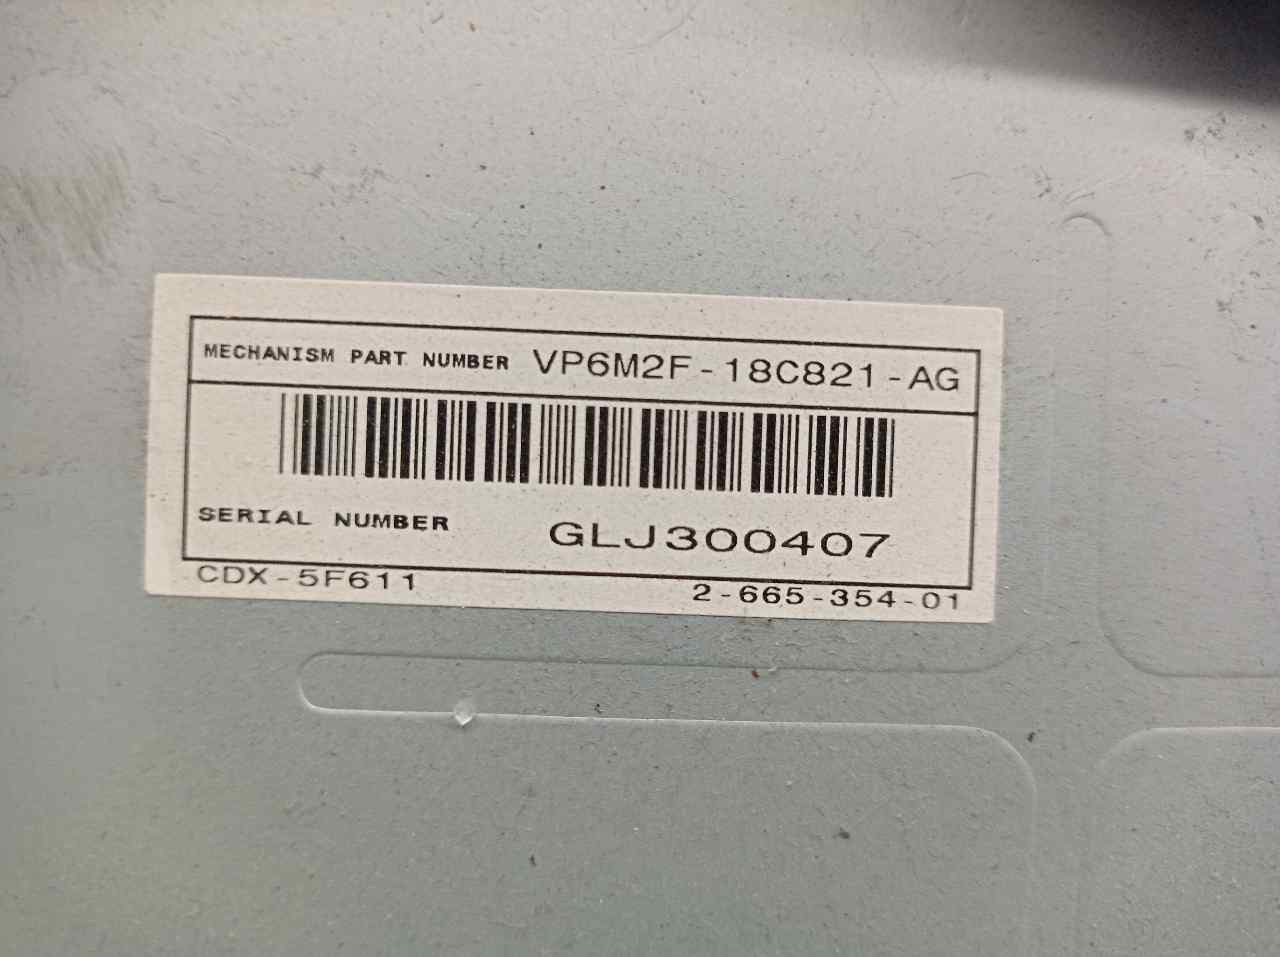 MECHANISM PART NUMBER VP6M2F-18C821-AG
SERIAL NUMBER GLJ300407
CDX-5F611 2-665-354-01